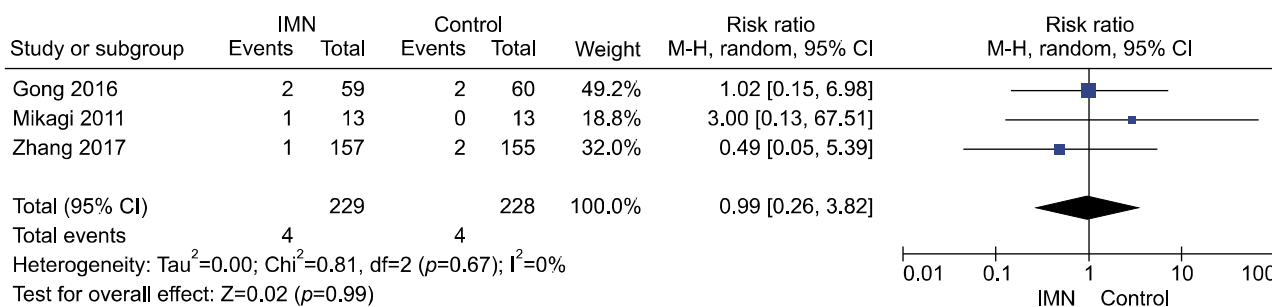 IMN Control Risk ratio Risk ratio
Study or subgroup Events Total Events Total Weight M-H, random, 95% CI M-H, random, 95% CI
Gong 2016 2 59 2 60 49.2% 1.02 [0.15, 6.98]
Mikagi 2011 1 13 0 13 18.8% 3.00 [0.13, 67.51]
Zhang 2017 1 157 2 155 32.0% 0.49 [0.05, 5.39]
Total (95% CI) 229 228 100.0% 0.99 [0.26, 3.82]
Total events 4 4
Heterogeneity: Tau²=0.00; Chi²=0.81, df=2 (p=0.67); I²=0%
Test for overall effect: Z=0.02 (p=0.99)
0.01 0.1 1 10 100
IMN Control